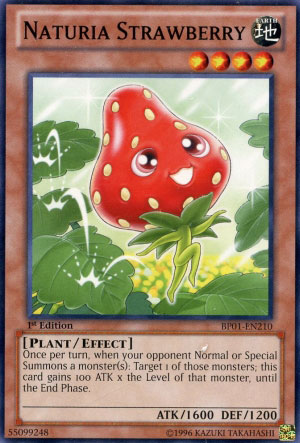 NATURIA STRAWBERRY
EARTH
地
1st Edition
BP01-EN210
[PLANT / EFFECT]
Once per turn, when your opponent Normal or Special
Summons a monster(s): Target 1 of those monsters; this
card gains 100 ATK x the Level of that monster, until
the End Phase.
ATK/1600 DEF/1200
55099248
©1996 KAZUKI TAKAHASHI